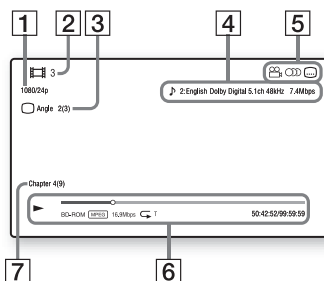 1 2 3 4 5
3
1080/24p
2:English Dolby Digital 5.1ch 48kHz 7.4Mbps
Angle 2(3)
Chapter 4(9)
BD-ROM MPEG 16.9Mbps T 50:42:52/99:59:59
7 6